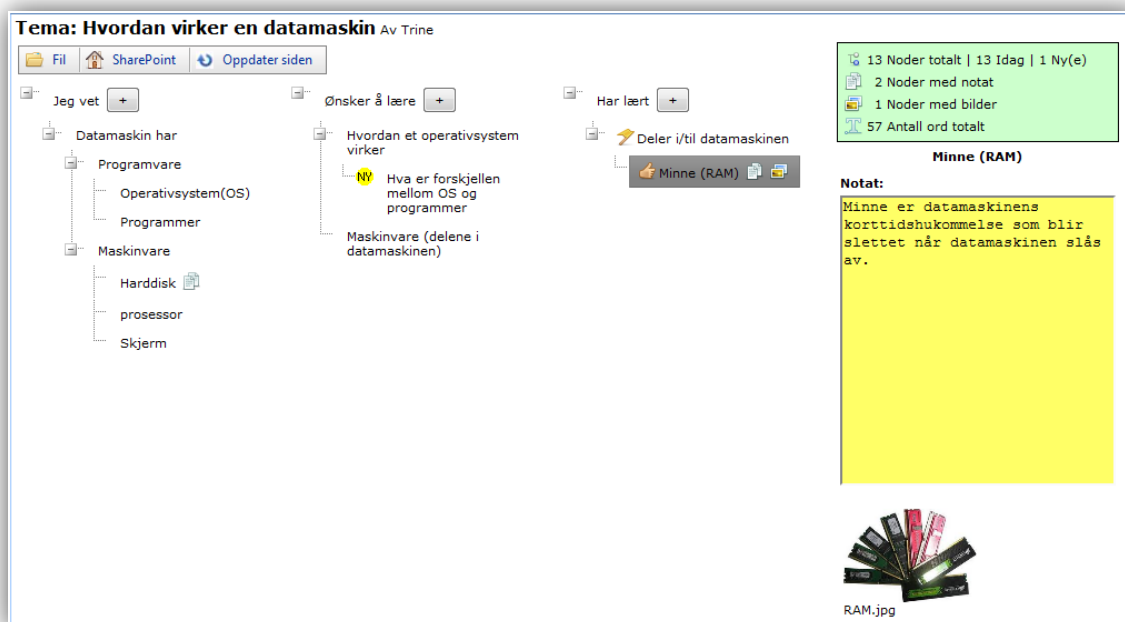 Tema: Hvordan virker en datamaskin Av Trine
Fil SharePoint Oppdater siden
Jeg vet +
Datamaskin har
Programvare
Operativsystem(OS)
Programmer
Maskinvare
Harddisk
prosessor
Skjerm
Ønsker å lære +
Hvordan et operativsystem
virker
NY Hva er forskjellen
mellom OS og
programmer
Maskinvare (delene i
datamaskinen)
Har lært +
Deler i/til datamaskinen
Minne (RAM)
13 Noder totalt | 13 Idag | 1 Ny(e)
2 Noder med notat
1 Noder med bilder
57 Antall ord totalt
Minne (RAM)
Notat:
Minne er datamaskinens
korttidshukommelse som blir
slettet når datamaskinen slås
av.
RAM.jpg